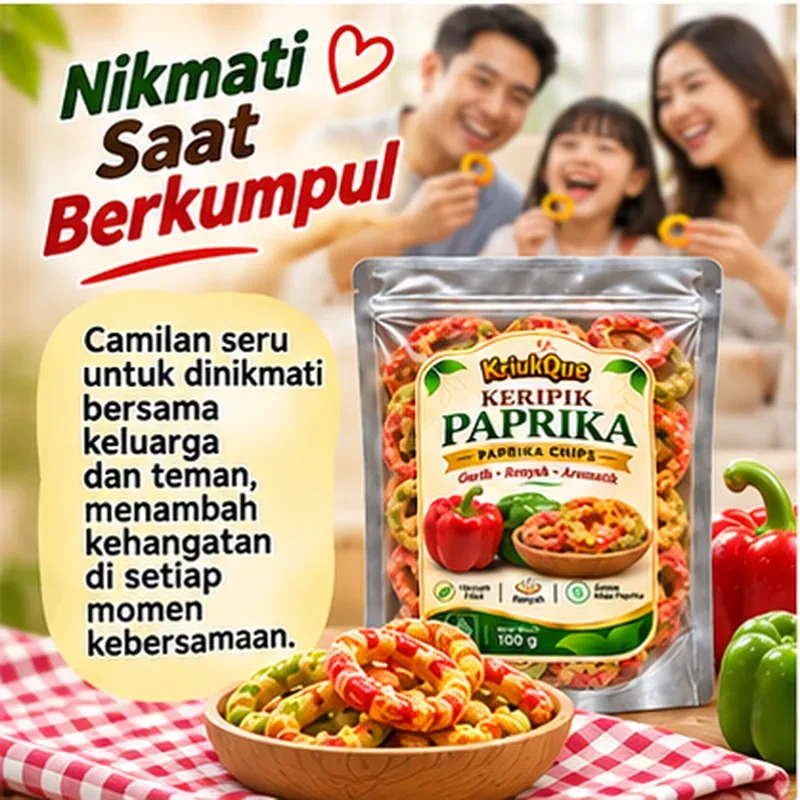 Nikmati
Saat
Berkumpul
Camilan seru
untuk dinikmati
bersama
keluarga
dan teman,
menambah
kehangatan
di setiap
momen
kebersamaan.
KriukQue
KERIPIK
PAPRIKA
PAPRIKA CHIPS
Renyah
100 g